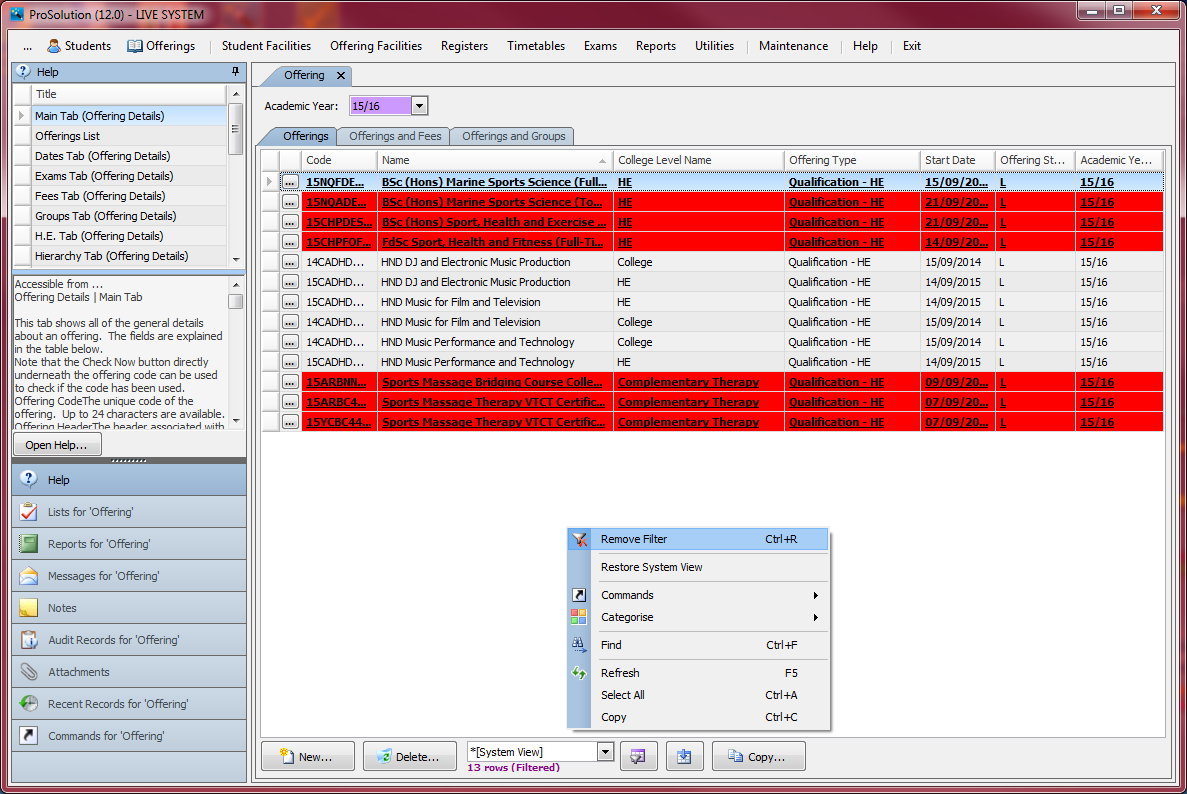 ProSolution (12.0) - LIVE SYSTEM
... Students Offerings Student Facilities Offering Facilities Registers Timetables Exams Reports Utilities Maintenance Help Exit
Help
Title
Main Tab (Offering Details)
Offerings List
Dates Tab (Offering Details)
Exams Tab (Offering Details)
Fees Tab (Offering Details)
Groups Tab (Offering Details)
H.E. Tab (Offering Details)
Hierarchy Tab (Offering Details)
Accessible from ...
Offering Details | Main Tab
This tab shows all of the general details
about an offering. The fields are explained
in the table below.
Note that the Check Now button directly
underneath the offering code can be used
to check if the code has been used.
Offering CodeThe unique code of the
offering. Up to 24 characters are available.
Offering HeaderThe header associated with
Open Help...
Help
Lists for 'Offering'
Reports for 'Offering'
Messages for 'Offering'
Notes
Audit Records for 'Offering'
Attachments
Recent Records for 'Offering'
Commands for 'Offering'
Offering
Academic Year: 15/16
Offerings Offerings and Fees Offerings and Groups
Code Name College Level Name Offering Type Start Date Offering St... Academic Ye...
... 15NQFDE... BSc (Hons) Marine Sports Science (Full... HE Qualification - HE 15/09/20... L 15/16
... 15NQADE... BSc (Hons) Marine Sports Science (To... HE Qualification - HE 21/09/20... L 15/16
... 15CHPDES... BSc (Hons) Sport, Health and Exercise ... HE Qualification - HE 21/09/20... L 15/16
... 15CHPFOF... FdSc Sport, Health and Fitness (Full-Ti... HE Qualification - HE 14/09/20... L 15/16
... 14CADHD... HND DJ and Electronic Music Production College Qualification - HE 15/09/2014 L 15/16
... 15CADHD... HND DJ and Electronic Music Production HE Qualification - HE 14/09/2015 L 15/16
... 15CADHD... HND Music for Film and Television HE Qualification - HE 14/09/2015 L 15/16
... 14CADHD... HND Music for Film and Television College Qualification - HE 15/09/2014 L 15/16
... 14CADHD... HND Music Performance and Technology College Qualification - HE 15/09/2014 L 15/16
... 15CADHD... HND Music Performance and Technology HE Qualification - HE 14/09/2015 L 15/16
... 15ARBNN... Sports Massage Bridging Course Colle... Complementary Therapy Qualification - HE 09/09/20... L 15/16
... 15ARBC4... Sports Massage Therapy VTCT Certific... Complementary Therapy Qualification - HE 07/09/20... L 15/16
... 15YCBC44... Sports Massage Therapy VTCT Certific... Complementary Therapy Qualification - HE 07/09/20... L 15/16
Remove Filter Ctrl+R
Restore System View
Commands
Categorise
Find Ctrl+F
Refresh F5
Select All Ctrl+A
Copy Ctrl+C
New... Delete... *[System View] Copy...
13 rows (Filtered)